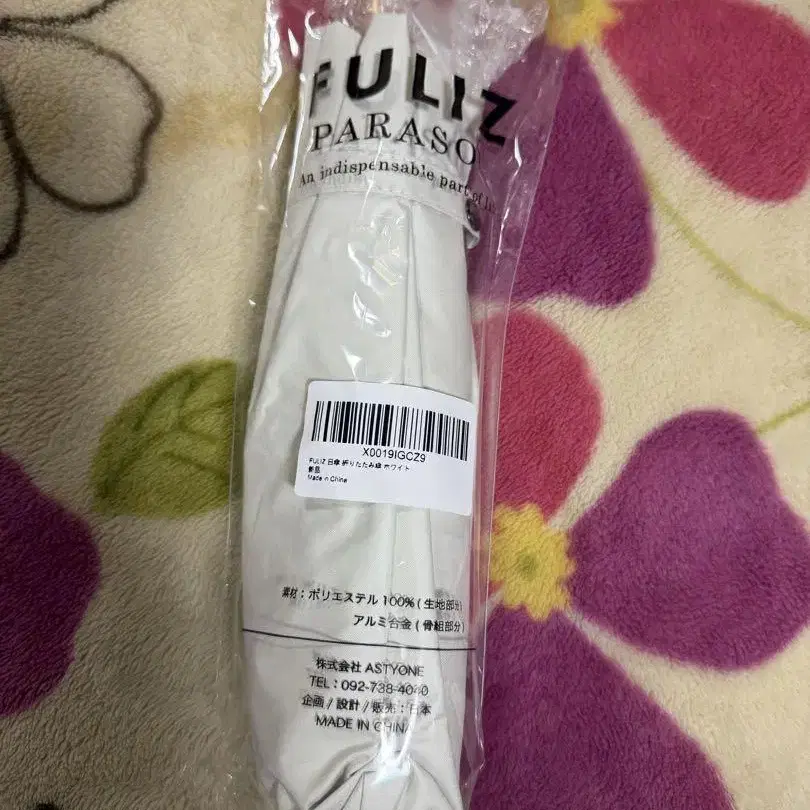 FULIZ
PARASO
An indispensable part of li
X0019IGCZ9
FULIZ 日傘 折りたたみ傘 ホワイト
新品
Made in China
素材：ポリエステル 100% ( 生地部分)
アルミ合金 ( 骨組部分)
株式会社 ASTYONE
TEL：092-738-4040
企画 / 設計 / 販売：日本
MADE IN CHINA